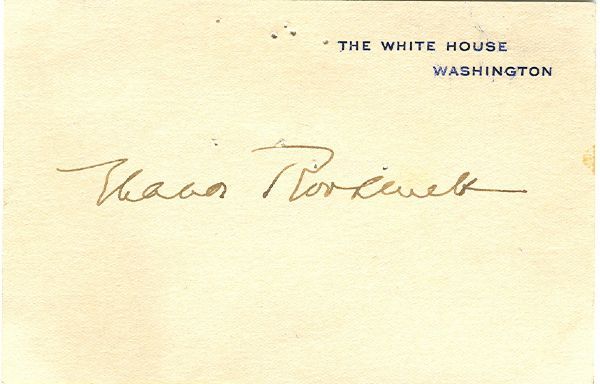 THE WHITE HOUSE
WASHINGTON
Eleanor Roosevelt